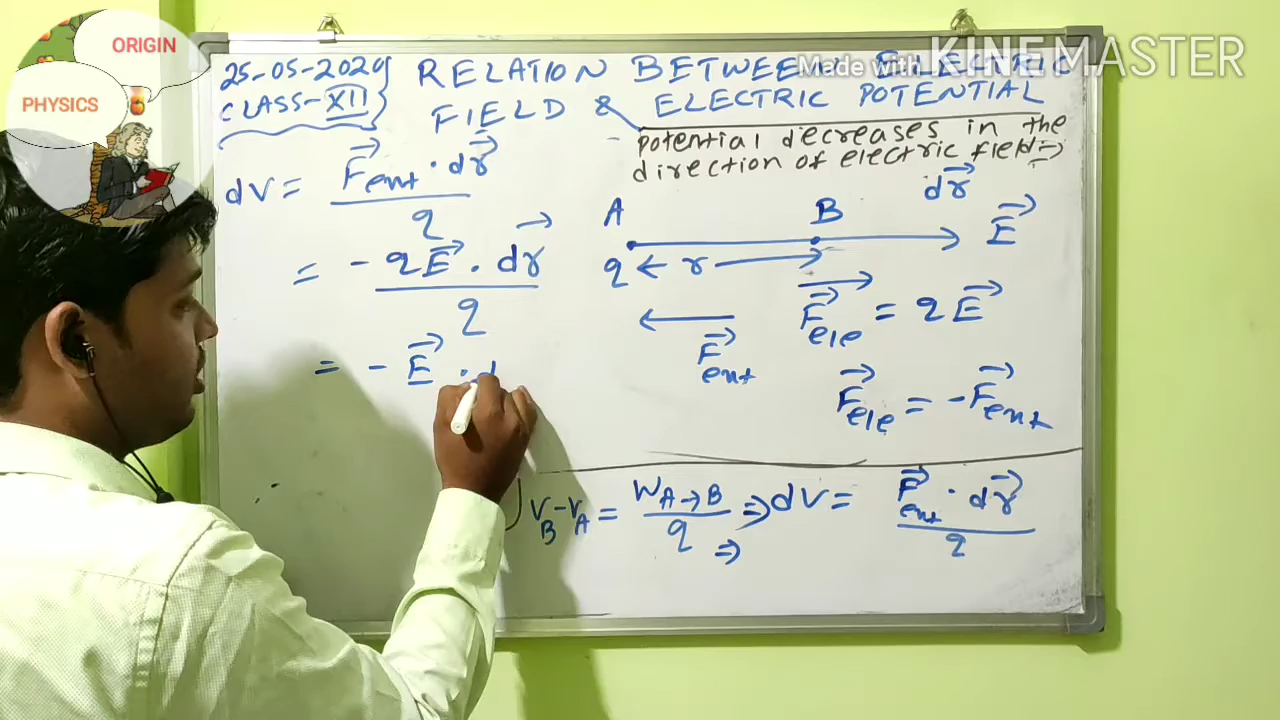 ORIGIN
PHYSICS
Made with KINEMASTER
25-05-2020
CLASS-XII
RELATION BETWEEN ELECTRIC
FIELD & ELECTRIC POTENTIAL
potential decreases in the
direction of electric field⇒
dV = F⃗ext · dr⃗ / q
= - qE⃗ · dr⃗ / q
= - E⃗ · d
dr⃗
A B E⃗
q ← r →
F⃗ele = qE⃗
F⃗ext
F⃗ele = -F⃗ext
VB - VA = WA→B / q ⇒ dV = F⃗ext · dr⃗ / q
⇒